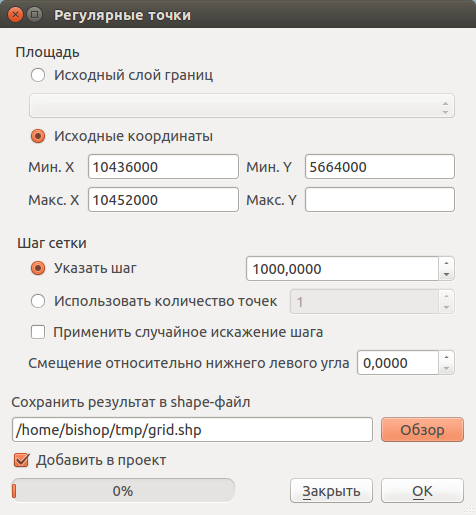 Регулярные точки
Площадь
Исходный слой границ
Исходные координаты
Мин. X 10436000 Мин. Y 5664000
Макс. X 10452000 Макс. Y
Шаг сетки
Указать шаг 1000,0000
Использовать количество точек 1
Применить случайное искажение шага
Смещение относительно нижнего левого угла 0,0000
Сохранить результат в shape-файл
/home/bishop/tmp/grid.shp Обзор
Добавить в проект
0% Закрыть OK